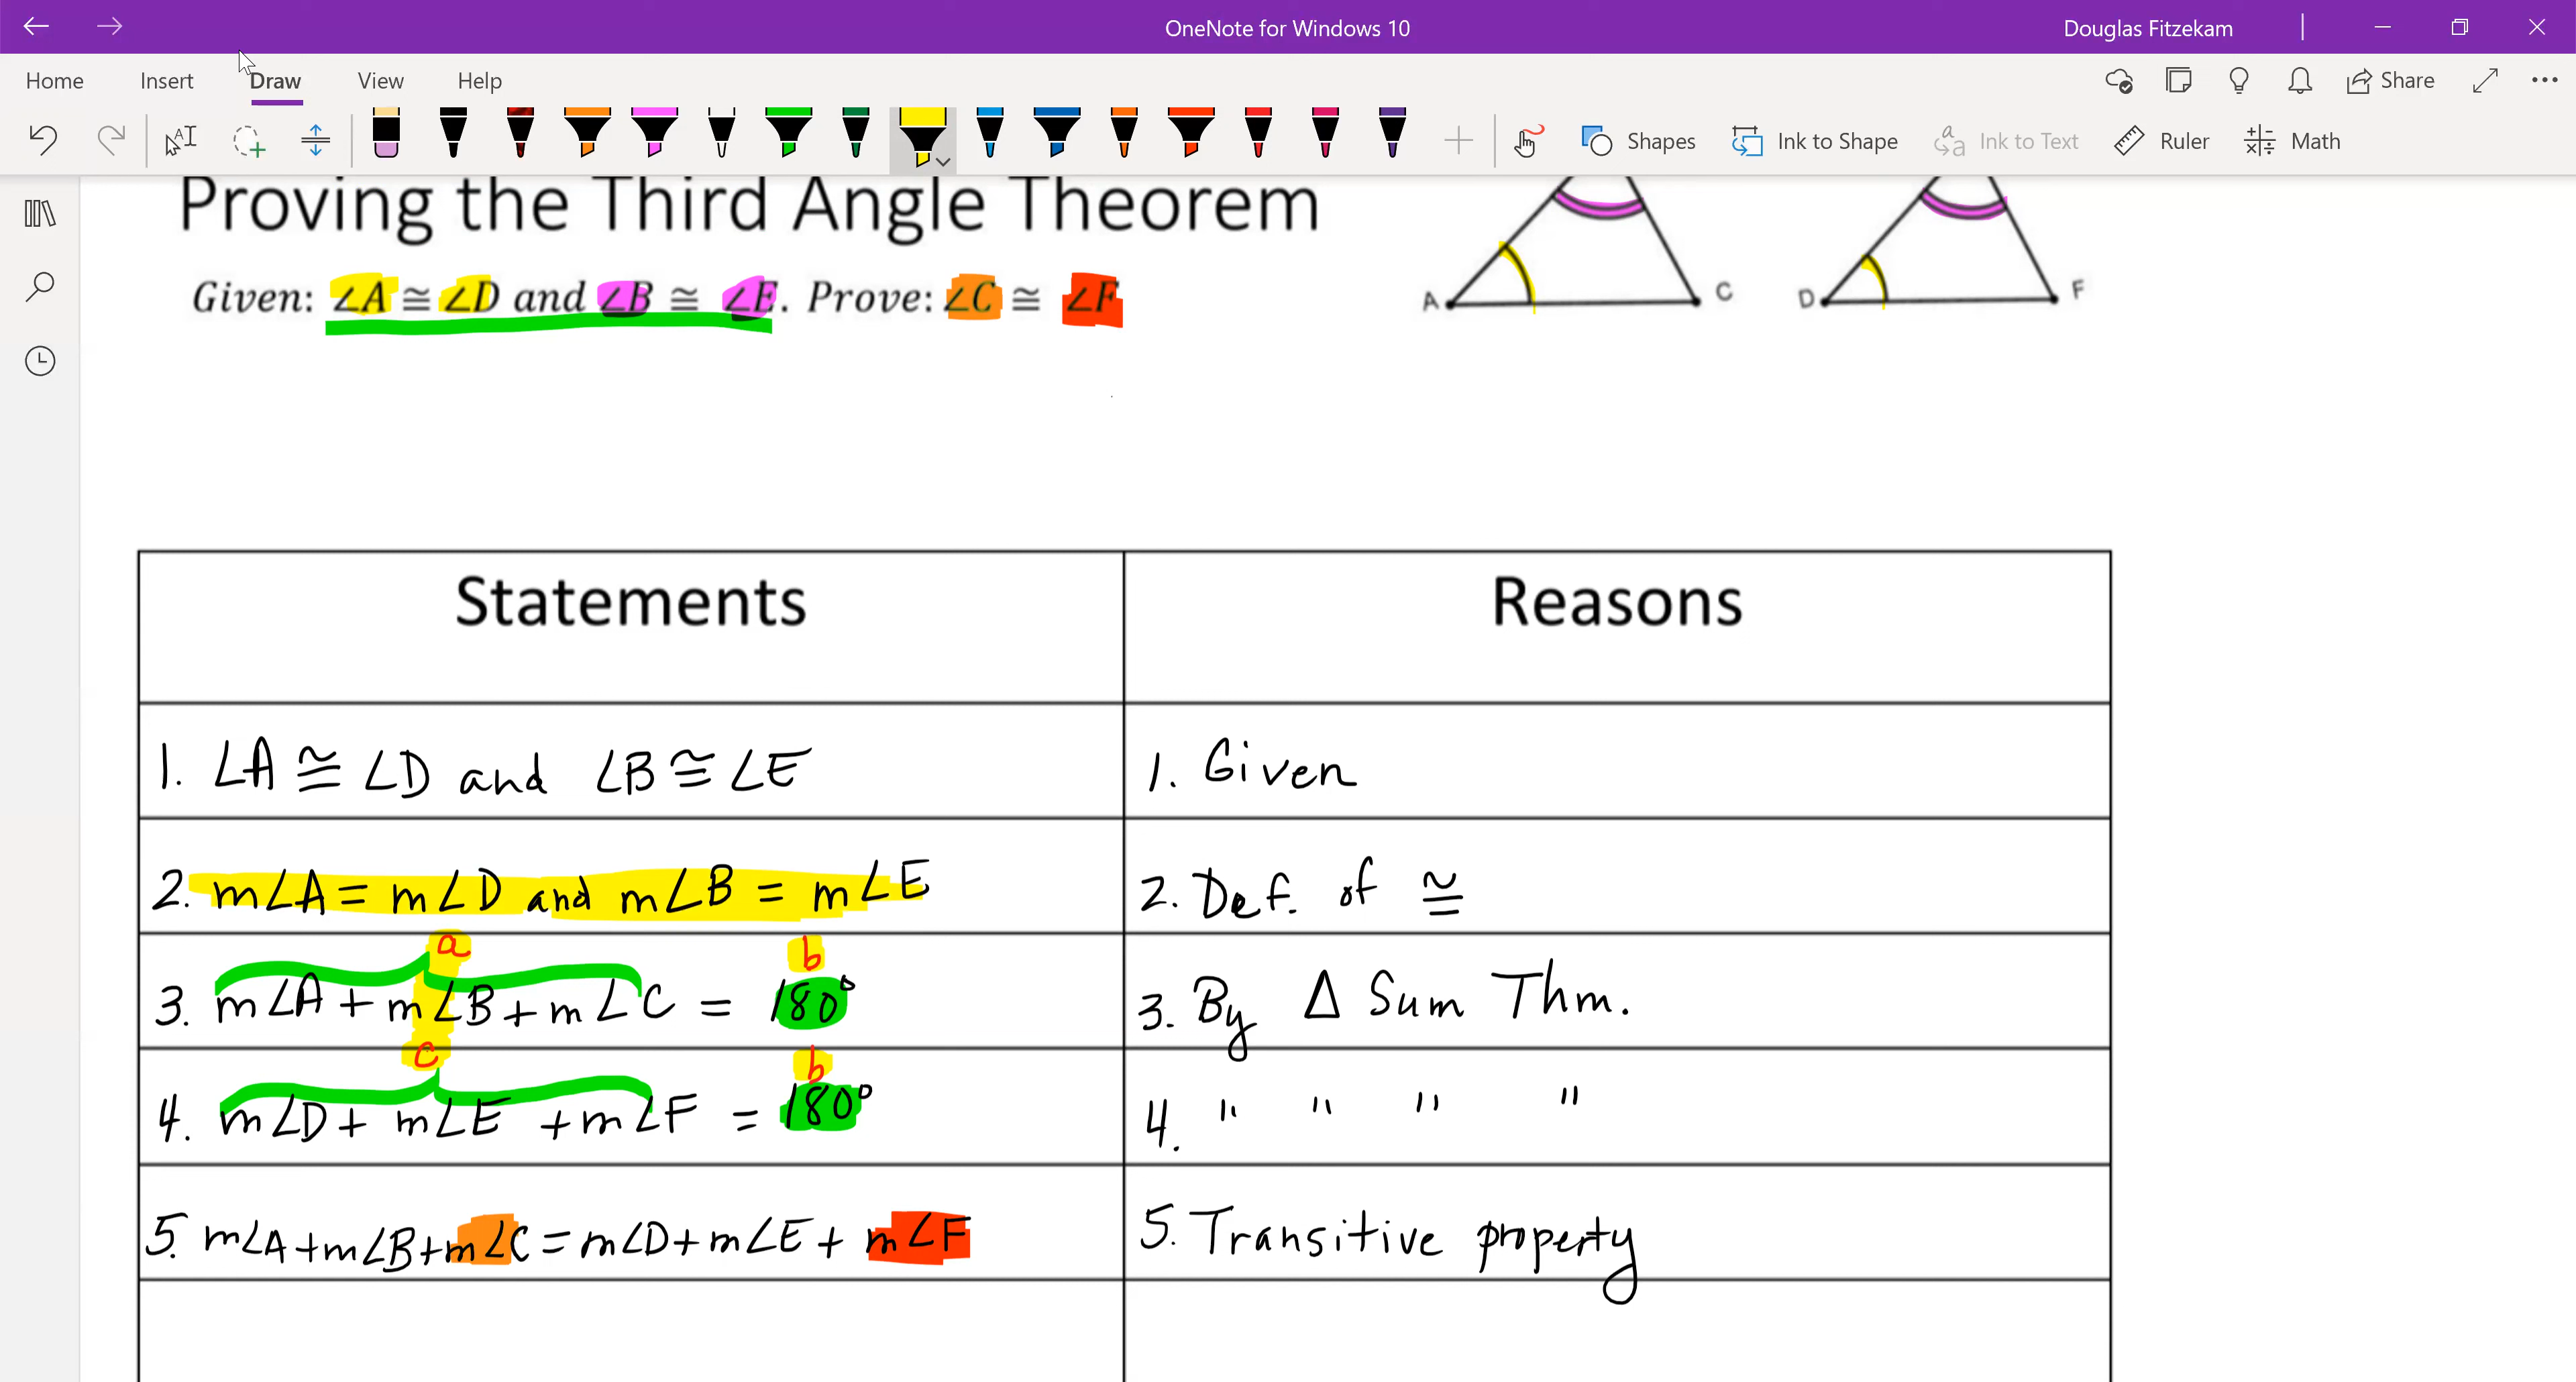 OneNote for Windows 10
Douglas Fitzekam
Home Insert Draw View Help
Share
Shapes Ink to Shape Ink to Text Ruler Math
Proving the Third Angle Theorem
Given: ∠A ≅ ∠D and ∠B ≅ ∠E. Prove: ∠C ≅ ∠F
A C D F
Statements Reasons
1. ∠A ≅ ∠D and ∠B ≅ ∠E
1. Given
2. m∠A = m∠D and m∠B = m∠E
2. Def. of ≅
a b
3. m∠A + m∠B + m∠C = 180°
3. By Δ Sum Thm.
c b
4. m∠D + m∠E + m∠F = 180°
4. " " " "
5. m∠A + m∠B + m∠C = m∠D + m∠E + m∠F
5. Transitive property